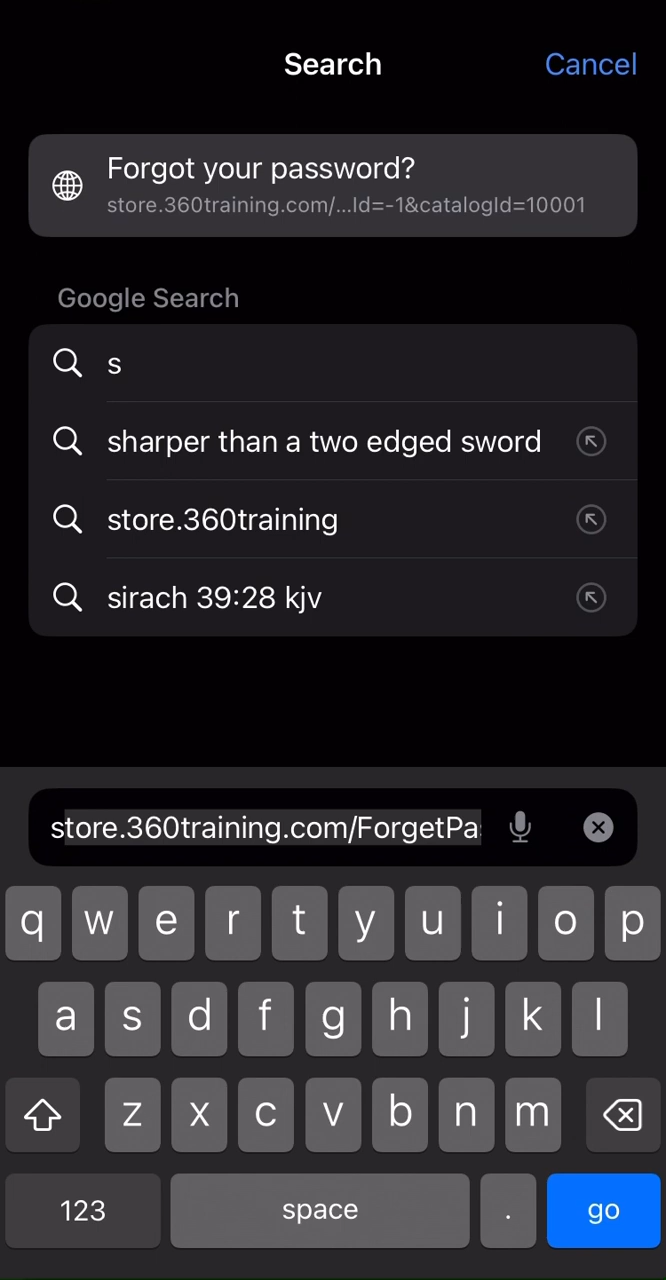 Search
Cancel
Forgot your password?
store.360training.com/...Id=-1&catalogId=10001
Google Search
s
sharper than a two edged sword
store.360training
sirach 39:28 kjv
store.360training.com/ForgetPa
q w e r t y u i o p
a s d f g h j k l
z x c v b n m
123 space . go